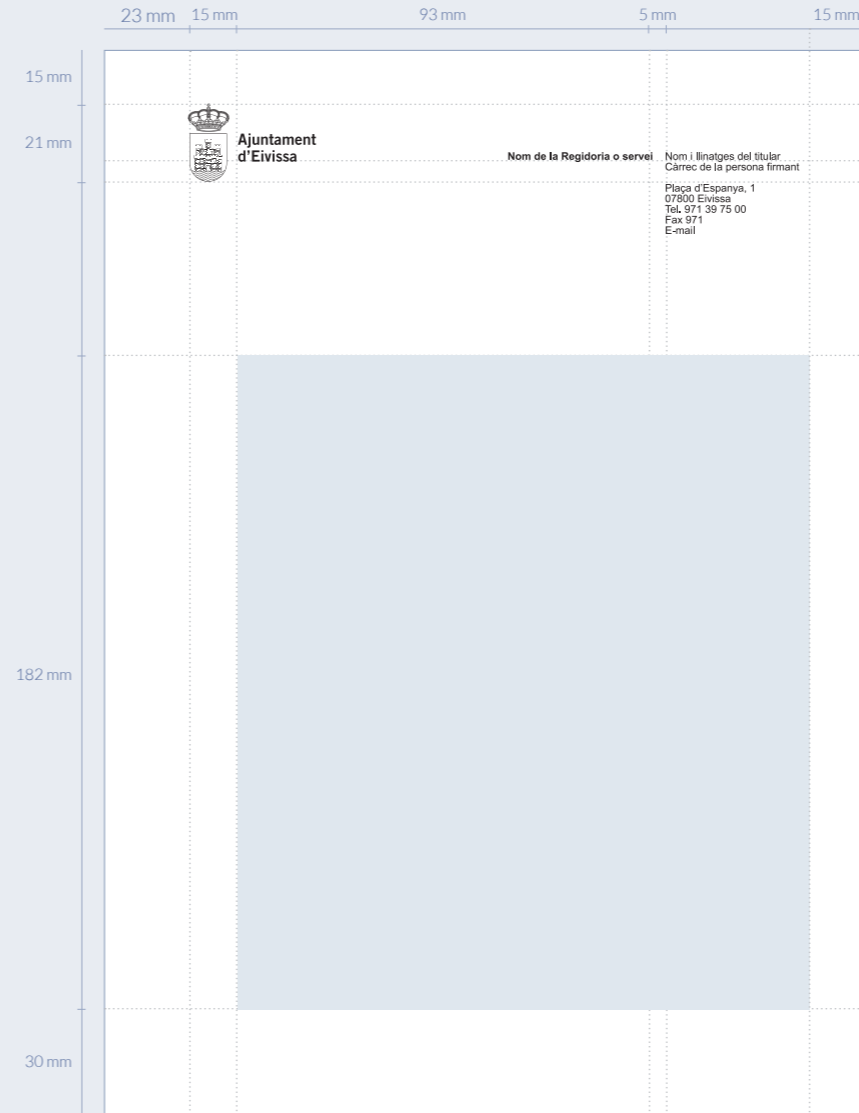 23 mm 15 mm 93 mm 5 mm 15 mm
15 mm
21 mm
Ajuntament
d'Eivissa
Nom de la Regidoria o servei
Nom i llinatges del titular
Càrrec de la persona firmant
Plaça d'Espanya, 1
07800 Eivissa
Tel. 971 39 75 00
Fax 971
E-mail
182 mm
30 mm